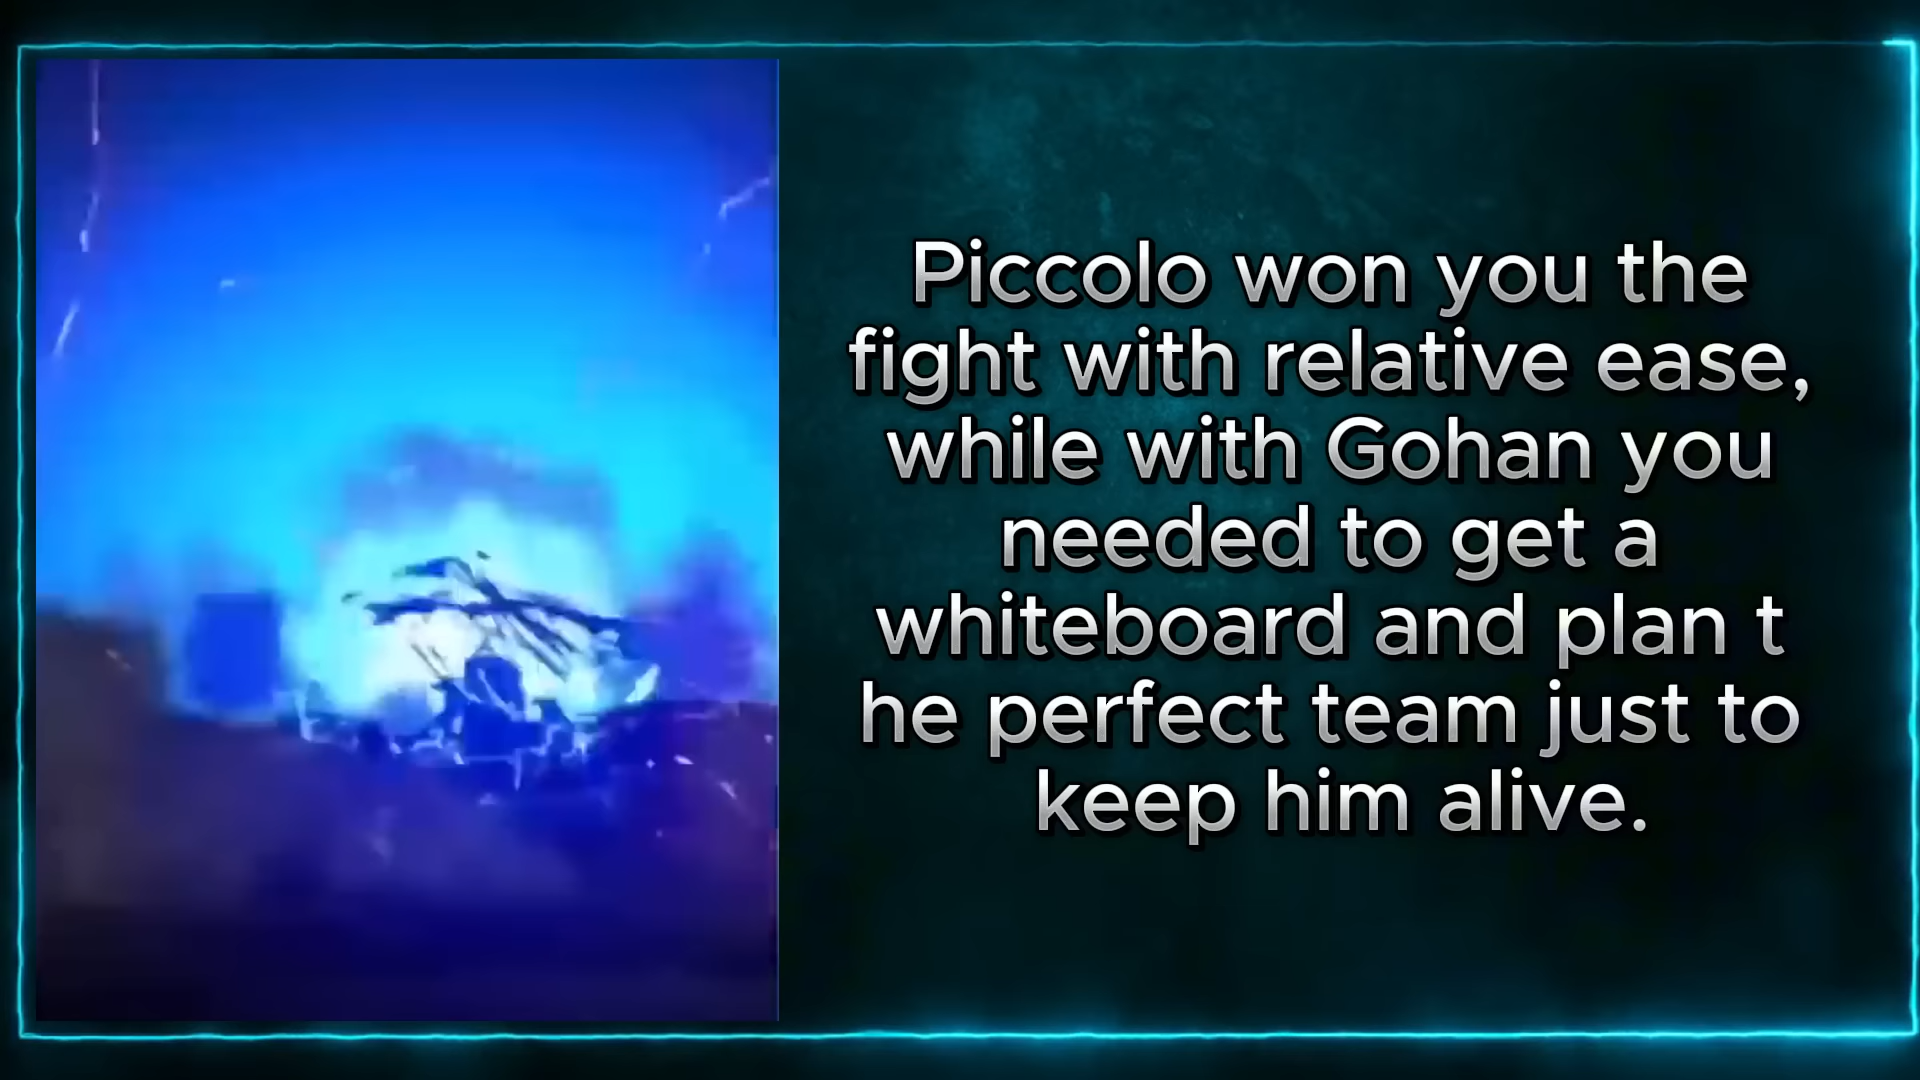 Piccolo won you the
fight with relative ease,
while with Gohan you
needed to get a
whiteboard and plan t
he perfect team just to
keep him alive.